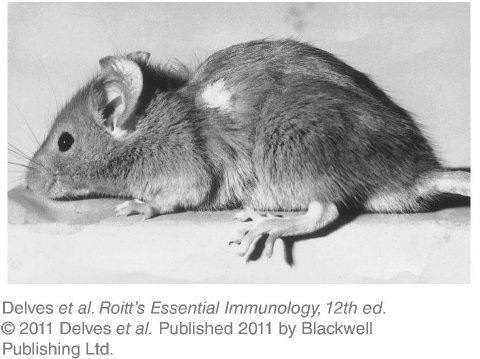 Delves et al. Roitt's Essential Immunology, 12th ed.
© 2011 Delves et al. Published 2011 by Blackwell
Publishing Ltd.